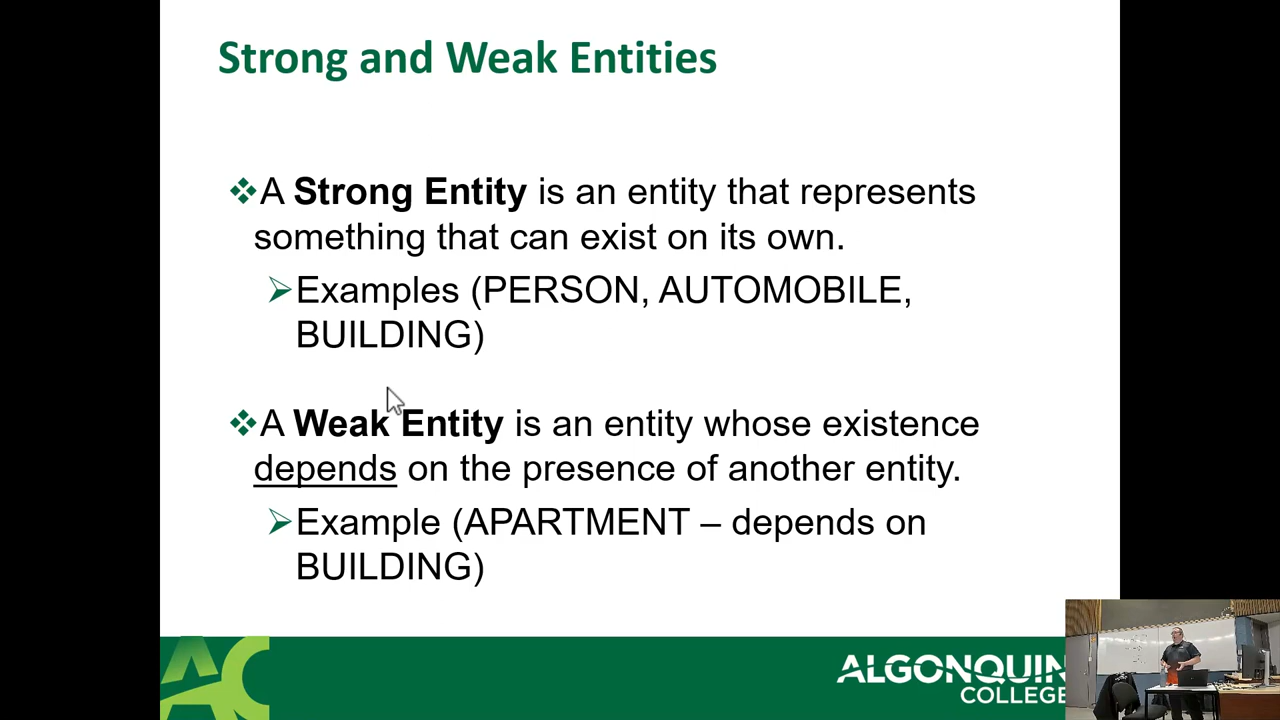 Strong and Weak Entities
❖A Strong Entity is an entity that represents
something that can exist on its own.
➢Examples (PERSON, AUTOMOBILE,
BUILDING)
❖A Weak Entity is an entity whose existence
depends on the presence of another entity.
➢Example (APARTMENT – depends on
BUILDING)
AC
ALGONQUIN
COLLEGE